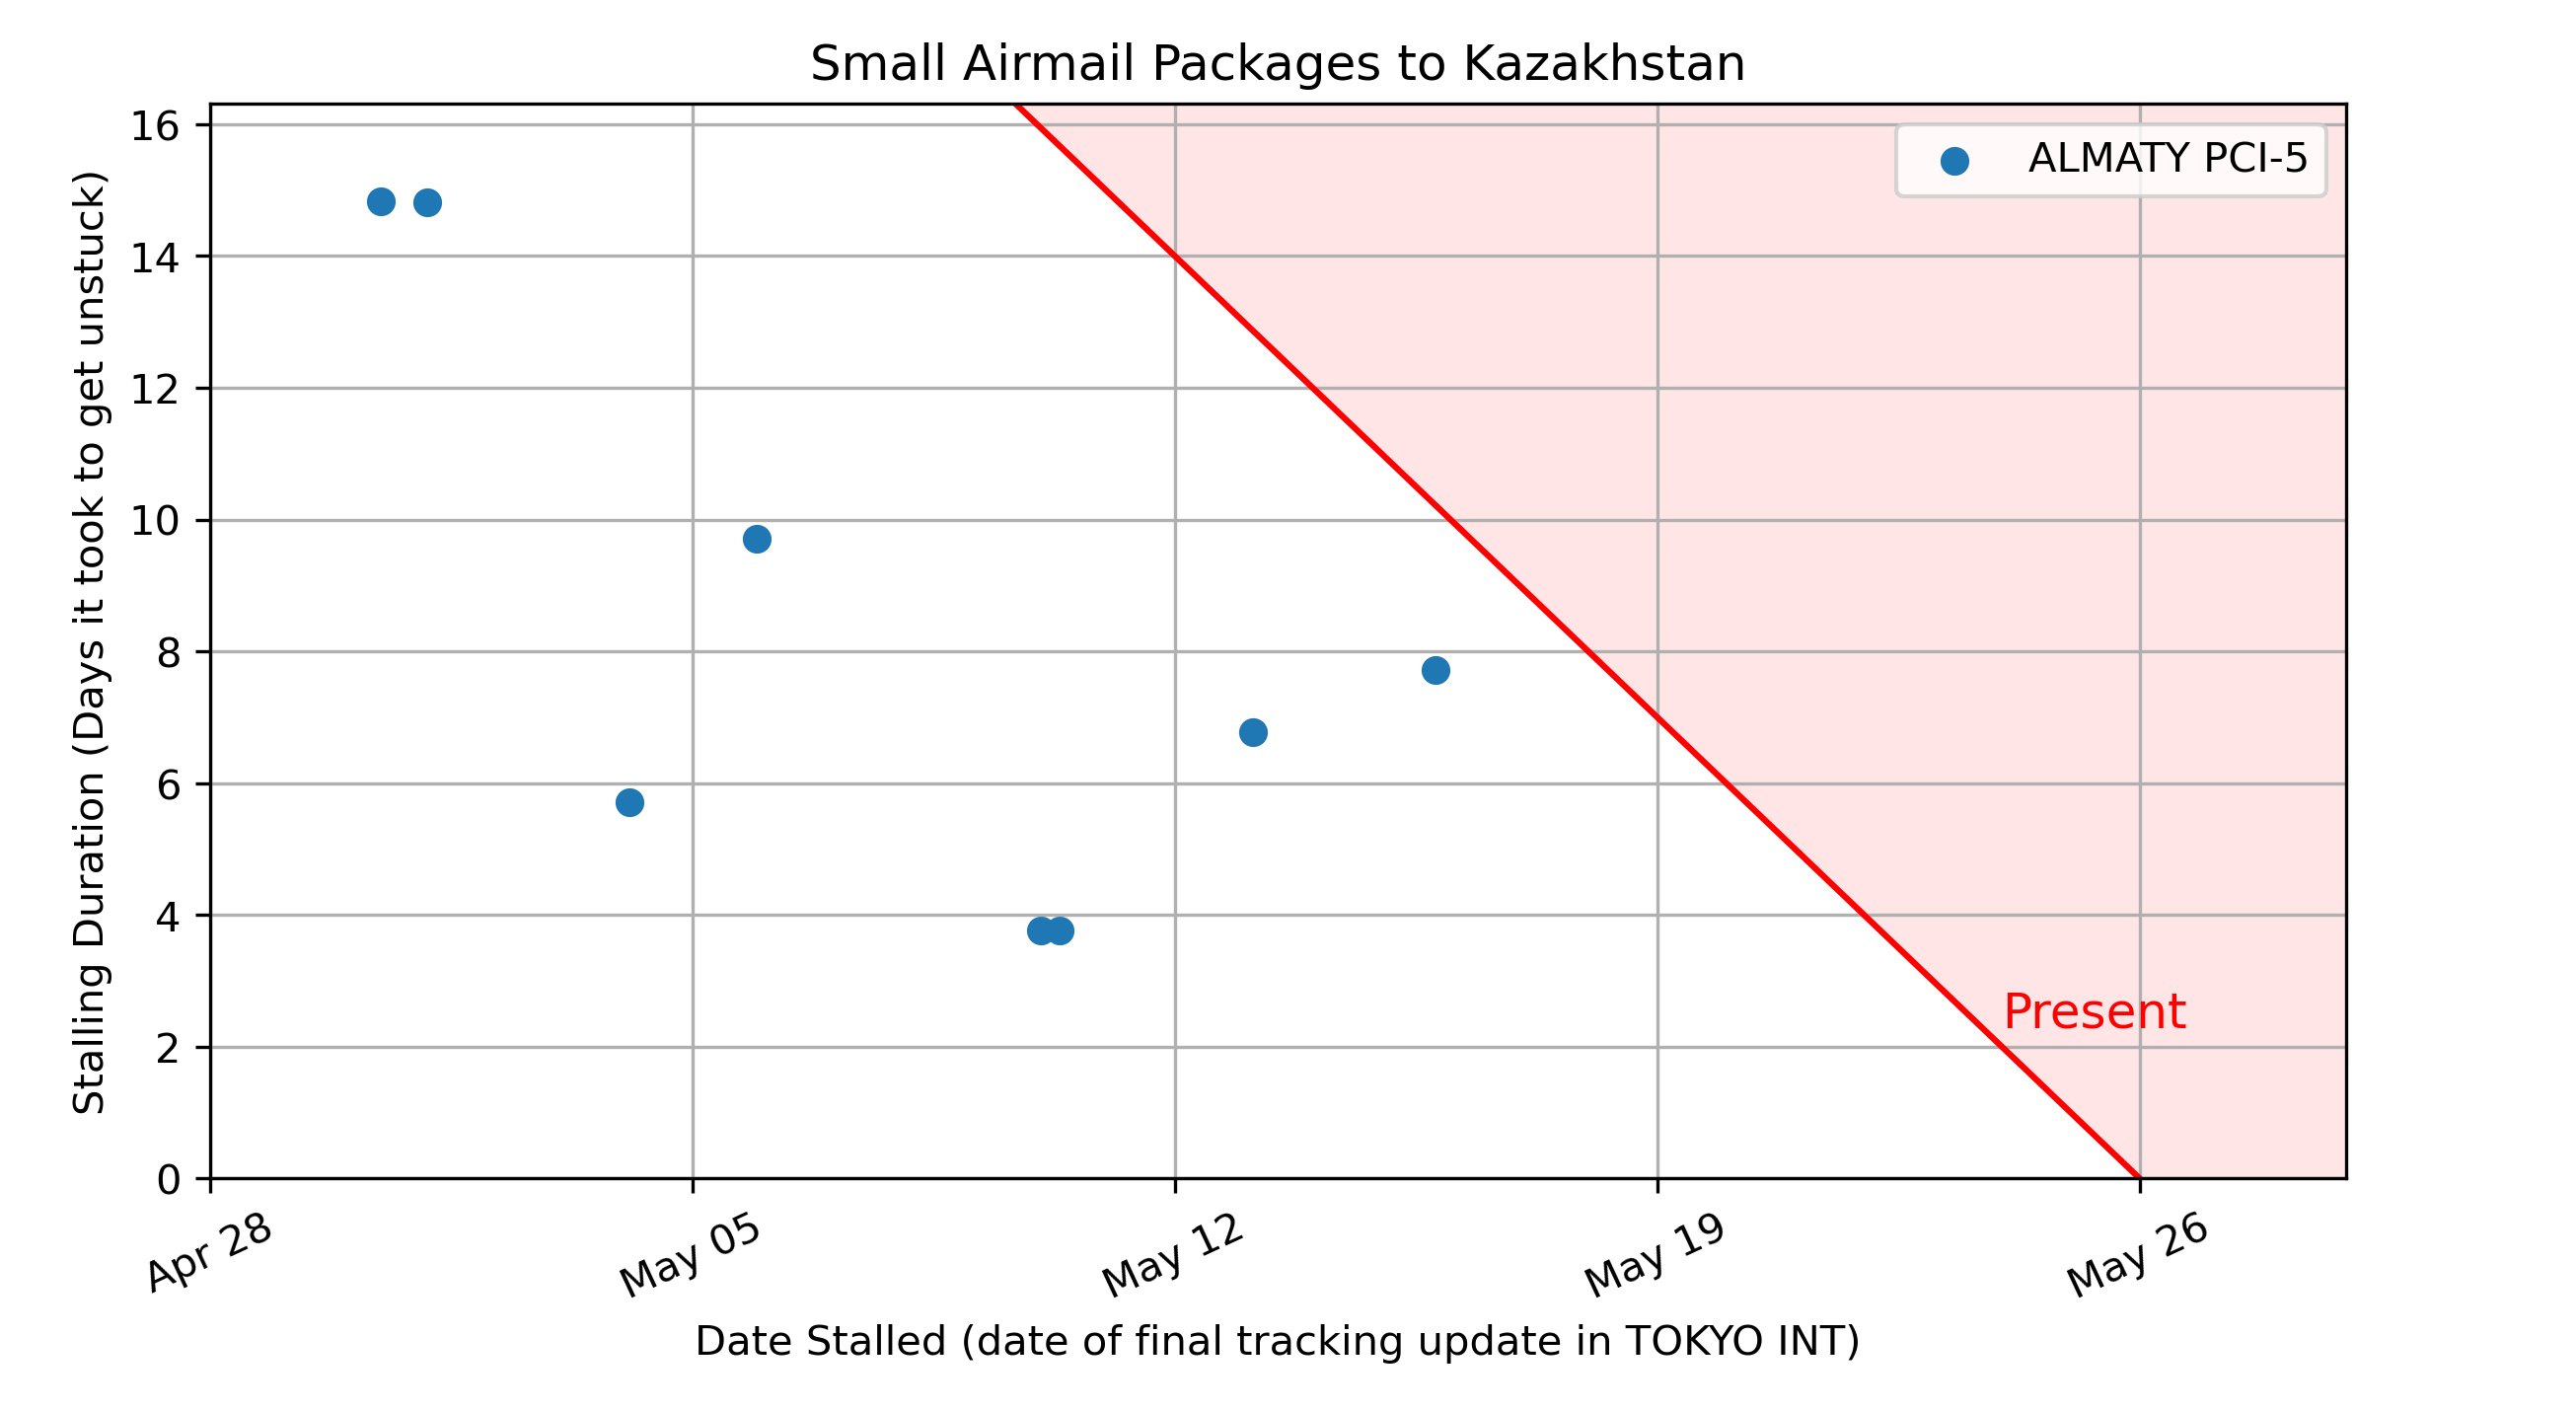 Small Airmail Packages to Kazakhstan
Stalling Duration (Days it took to get unstuck)
16
14
12
10
8
6
4
2
0
ALMATY PCI-5
Present
Apr 28
May 05
May 12
May 19
May 26
Date Stalled (date of final tracking update in TOKYO INT)